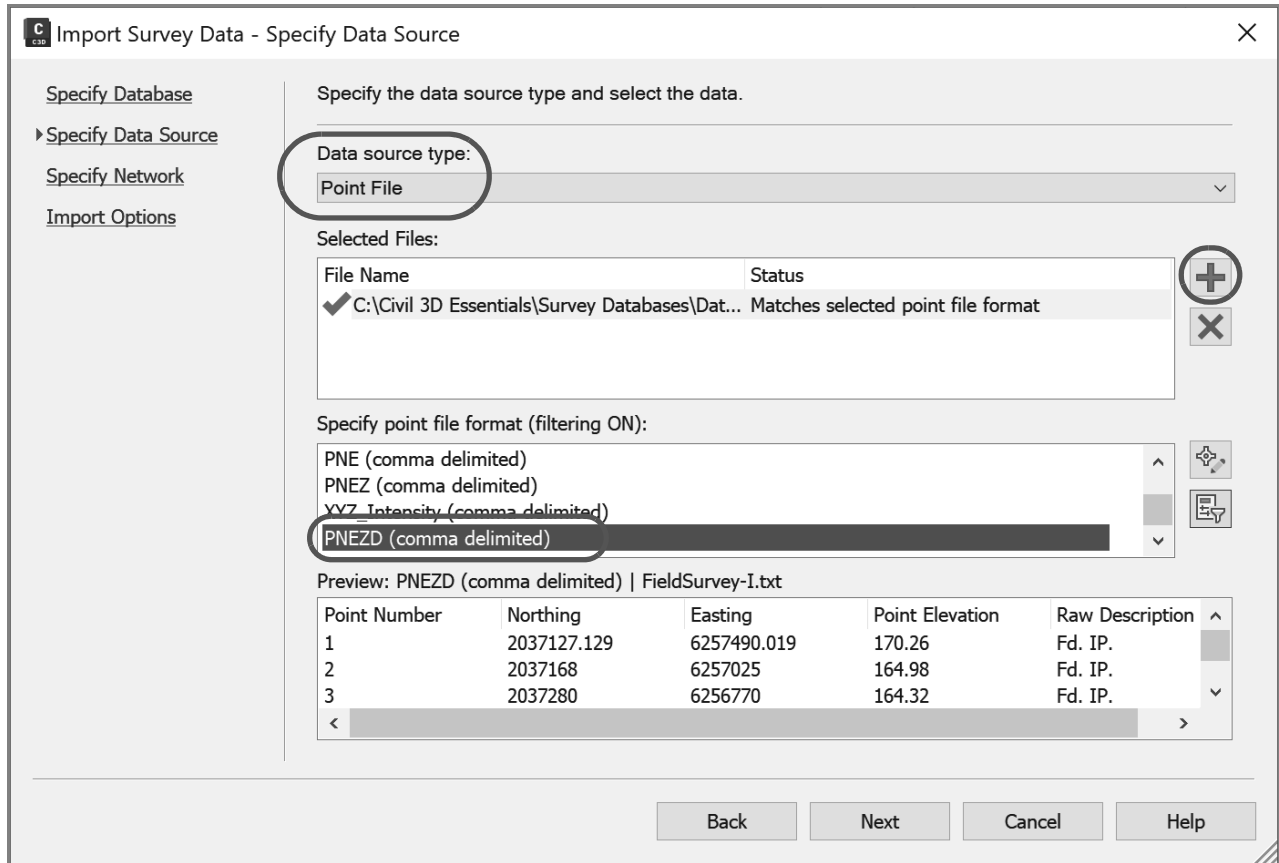 C
C3D
Import Survey Data - Specify Data Source
Specify Database
Specify Data Source
Specify Network
Import Options
Specify the data source type and select the data.
Data source type:
Point File
Selected Files:
File Name Status
C:\Civil 3D Essentials\Survey Databases\Dat... Matches selected point file format
Specify point file format (filtering ON):
PNE (comma delimited)
PNEZ (comma delimited)
XYZ_Intensity (comma delimited)
PNEZD (comma delimited)
Preview: PNEZD (comma delimited) | FieldSurvey-I.txt
Point Number Northing Easting Point Elevation Raw Description
1 2037127.129 6257490.019 170.26 Fd. IP.
2 2037168 6257025 164.98 Fd. IP.
3 2037280 6256770 164.32 Fd. IP.
Back Next Cancel Help